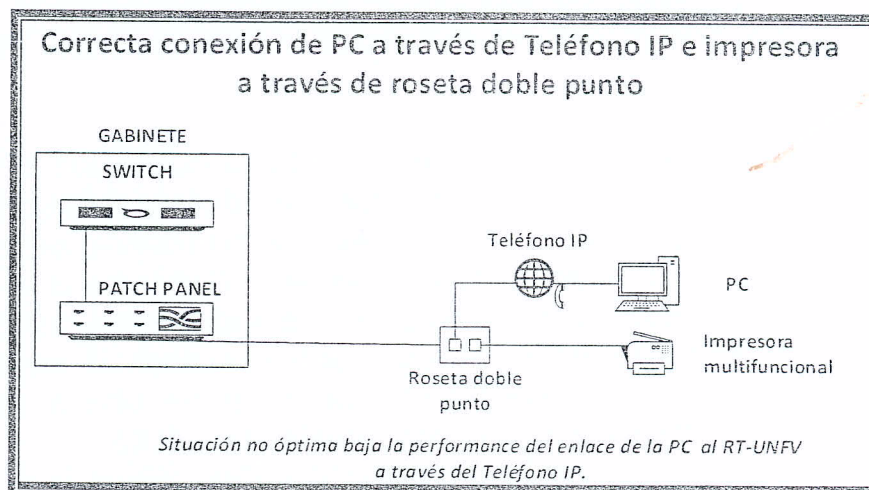 Correcta conexión de PC a través de Teléfono IP e impresora
a través de roseta doble punto
GABINETE
SWITCH
PATCH PANEL
Teléfono IP
PC
Impresora
multifuncional
Roseta doble
punto
Situación no óptima baja la performance del enlace de la PC al RT-UNFV
a través del Teléfono IP.